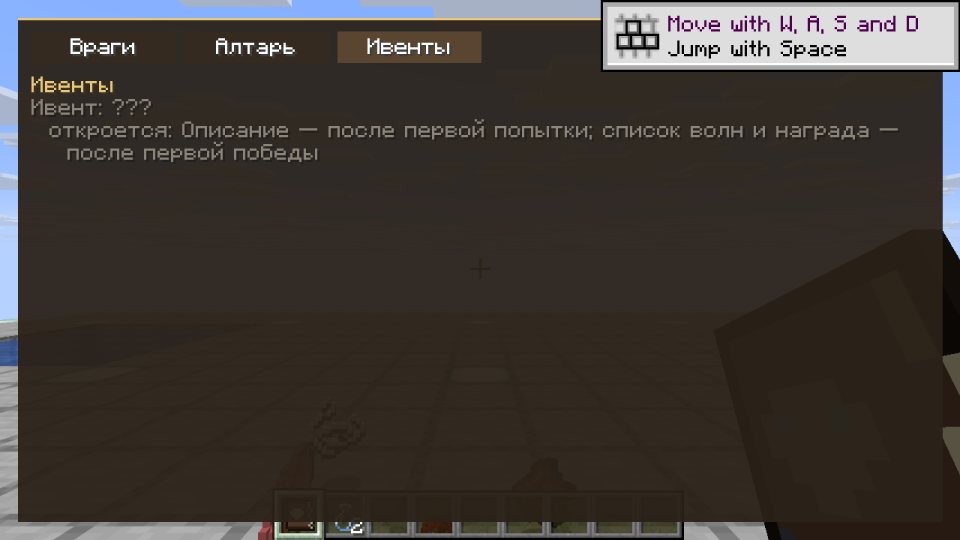 Враги Алтарь Ивенты
Move with W, A, S and D
Jump with Space
Ивенты
Ивент: ???
откроется: Описание — после первой попытки; список волн и награда —
после первой победы
2